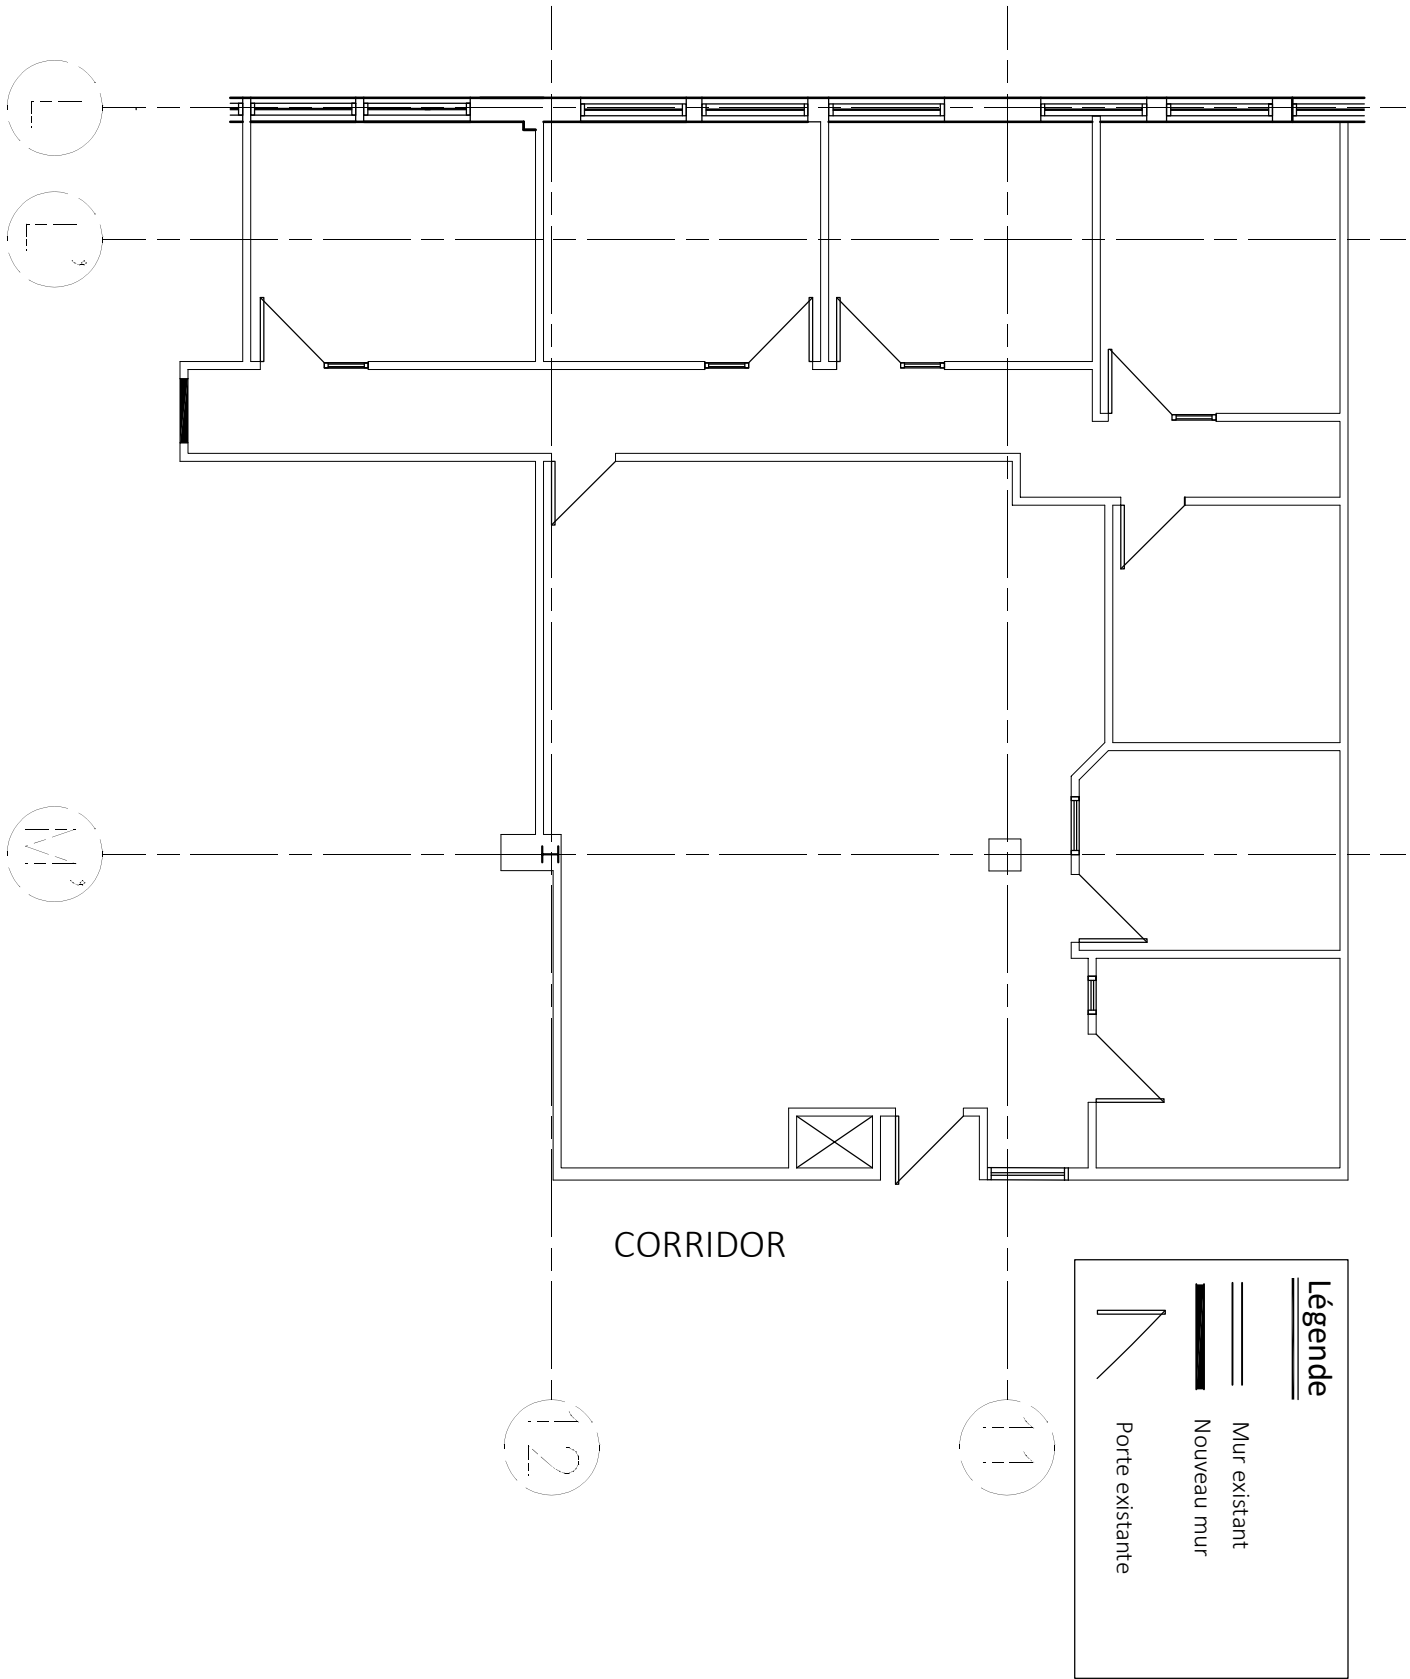 L
L'
M'
CORRIDOR
12
11
Légende
Mur existant
Nouveau mur
Porte existante